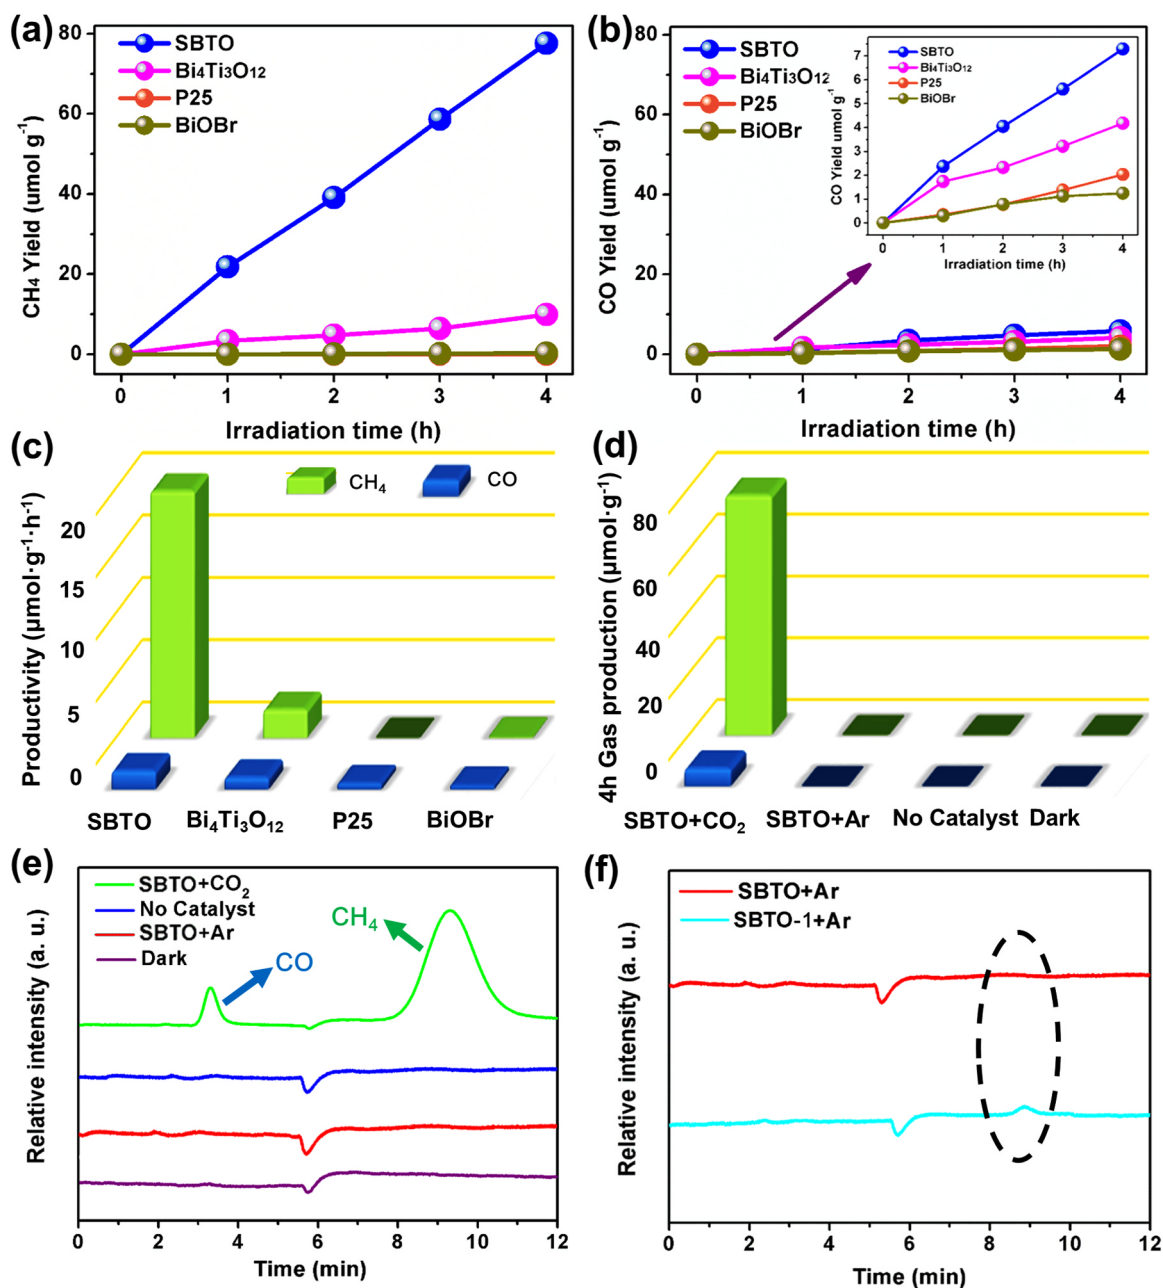 (a)
CH4 Yield (umol g⁻¹)
80
60
40
20
0
SBTO
Bi₄Ti₃O₁₂
P25
BiOBr
0 1 2 3 4
Irradiation time (h)
(b)
CO Yield (umol g⁻¹)
80
60
40
20
0
SBTO
Bi₄Ti₃O₁₂
P25
BiOBr
0 1 2 3 4
Irradiation time (h)
CO Yield umol g⁻¹
7
6
5
4
3
2
1
0
SBTO
Bi₄Ti₃O₁₂
P25
BiOBr
0 1 2 3 4
Irradiation time (h)
(c)
Productivity (μmol·g⁻¹·h⁻¹)
20
15
10
5
0
CH₄ CO
SBTO Bi₄Ti₃O₁₂ P25 BiOBr
(d)
4h Gas production (μmol·g⁻¹)
80
60
40
20
0
SBTO+CO₂ SBTO+Ar No Catalyst Dark
(e)
Relative intensity (a. u.)
SBTO+CO₂
No Catalyst
SBTO+Ar
Dark
CH₄
CO
0 2 4 6 8 10 12
Time (min)
(f)
Relative intensity (a. u.)
SBTO+Ar
SBTO-1+Ar
0 2 4 6 8 10 12
Time (min)